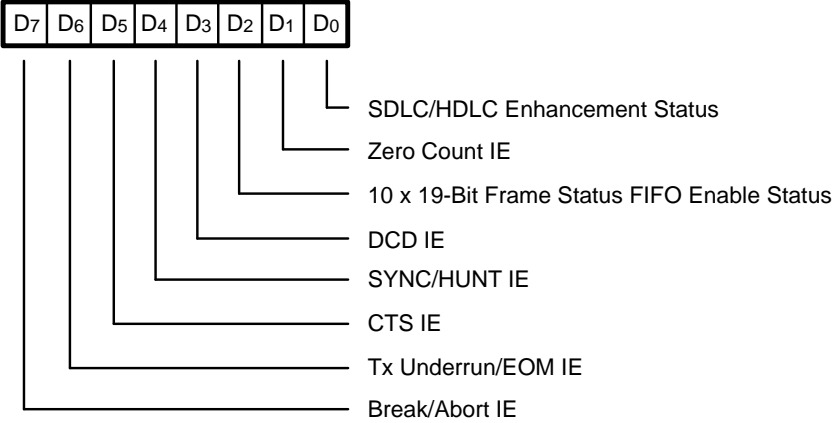 D7 D6 D5 D4 D3 D2 D1 D0
SDLC/HDLC Enhancement Status
Zero Count IE
10 x 19-Bit Frame Status FIFO Enable Status
DCD IE
SYNC/HUNT IE
CTS IE
Tx Underrun/EOM IE
Break/Abort IE